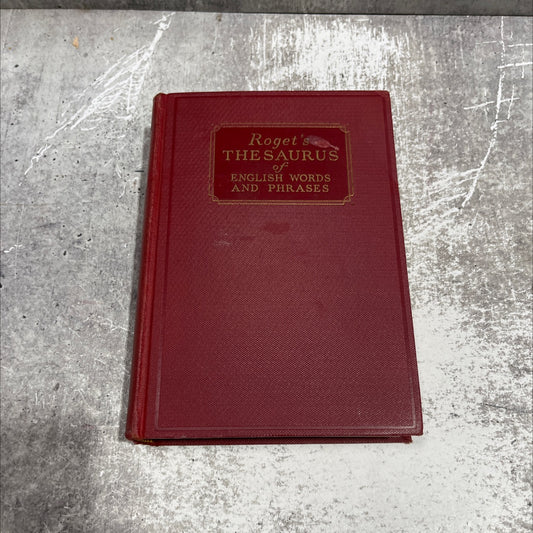 Roget's
THESAURUS
of
ENGLISH WORDS
AND PHRASES